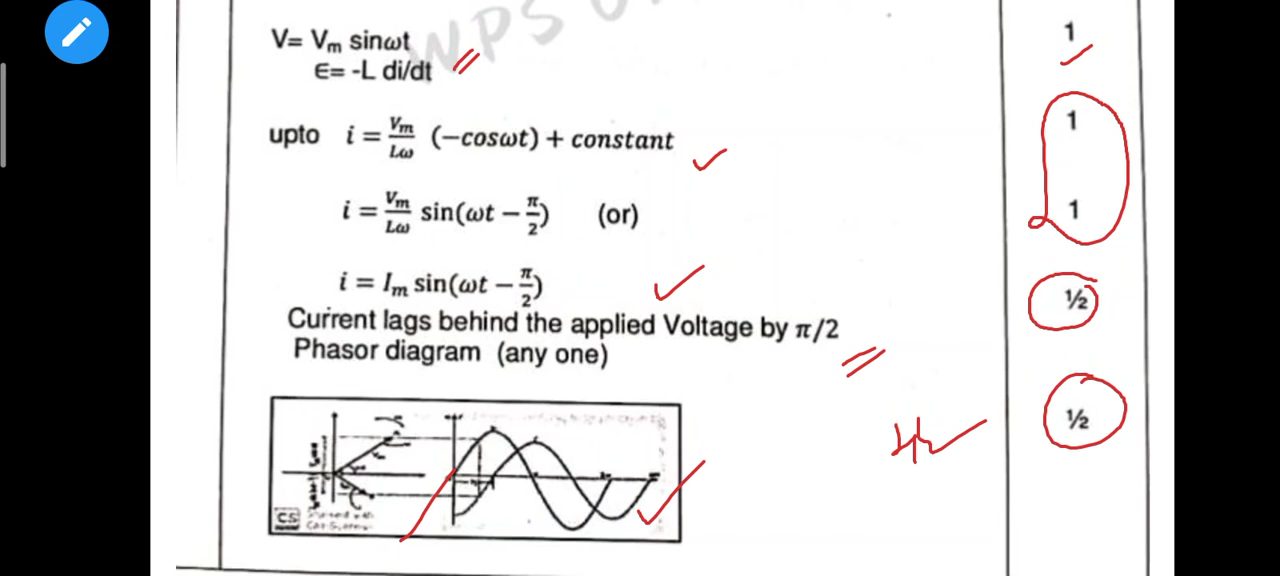 WPS
V= Vm sinωt
∈= -L di/dt
1
upto i = Vm/Lω (−cosωt) + constant
1
i = Vm/Lω sin(ωt − π/2) (or)
1
i = Im sin(ωt − π/2)
½
Current lags behind the applied Voltage by π/2
Phasor diagram (any one)
½
CS